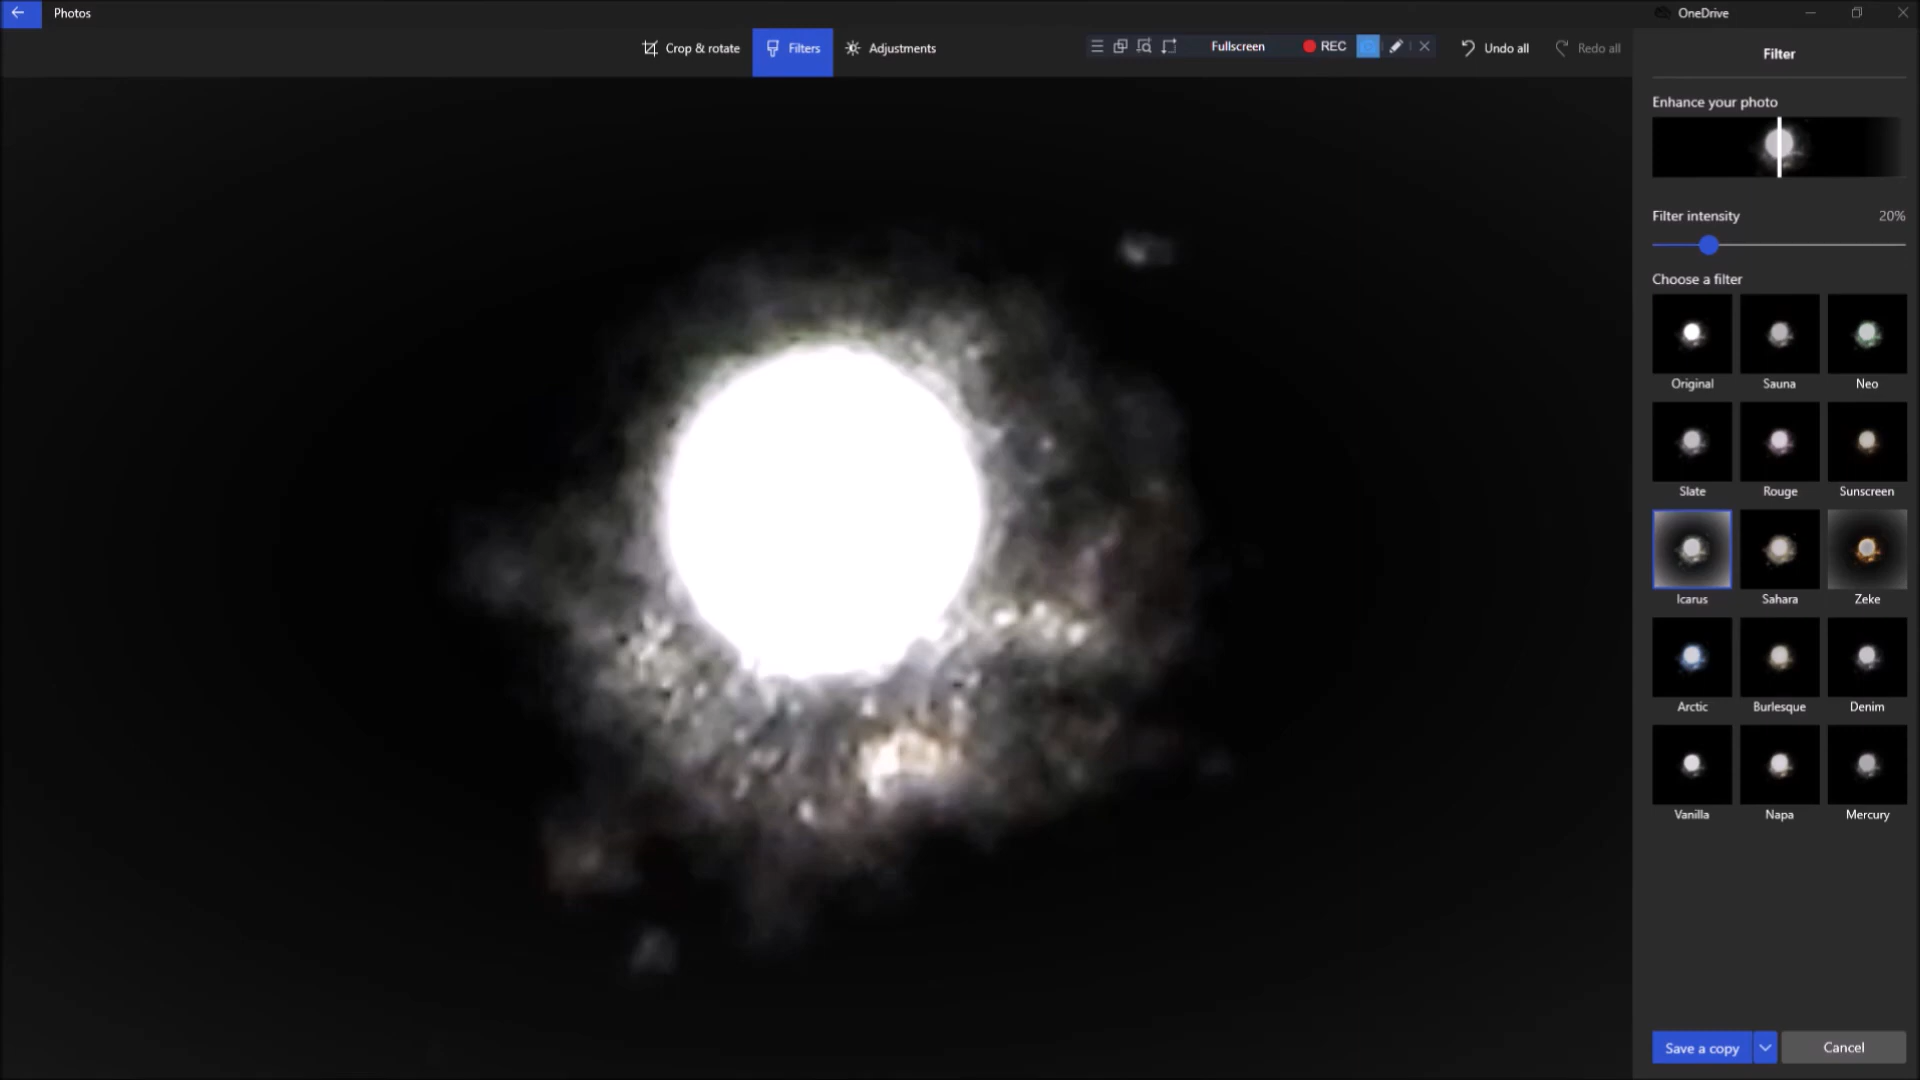 Photos
OneDrive
Crop & rotate
Filters
Adjustments
Fullscreen
REC
Undo all
Redo all
Filter
Enhance your photo
Filter intensity 20%
Choose a filter
Original Sauna Neo
Slate Rouge Sunscreen
Icarus Sahara Zeke
Arctic Burlesque Denim
Vanilla Napa Mercury
Save a copy Cancel